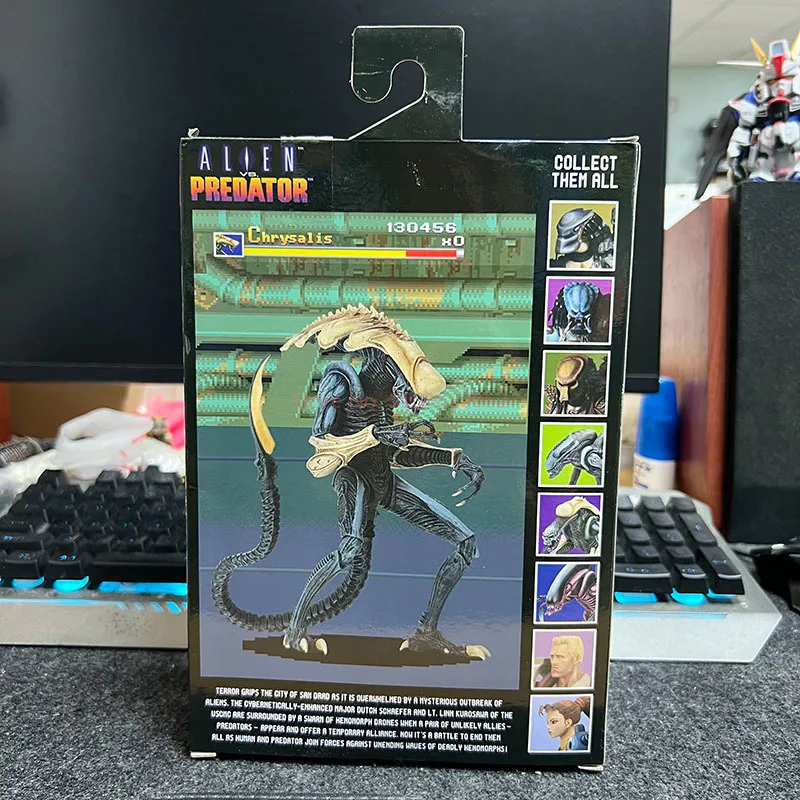 ALIEN™
VS.
PREDATOR™
COLLECT
THEM ALL
130456
Chrysalis x0
TERROR GRIPS THE CITY OF SAN DRAD AS IT IS OVERWHELMED BY A MYSTERIOUS OUTBREAK OF
ALIENS. THE CYBERNETICALLY-ENHANCED MAJOR DUTCH SCHAEFER AND LT. LINN KUROSAWA OF THE
USCMC ARE SURROUNDED BY A SWARM OF XENOMORPH DRONES WHEN A PAIR OF UNLIKELY ALLIES -
PREDATORS - APPEAR AND OFFER A TEMPORARY ALLIANCE. NOW IT'S A BATTLE TO END THEM
ALL AS HUMAN AND PREDATOR JOIN FORCES AGAINST UNENDING WAVES OF DEADLY XENOMORPHS!